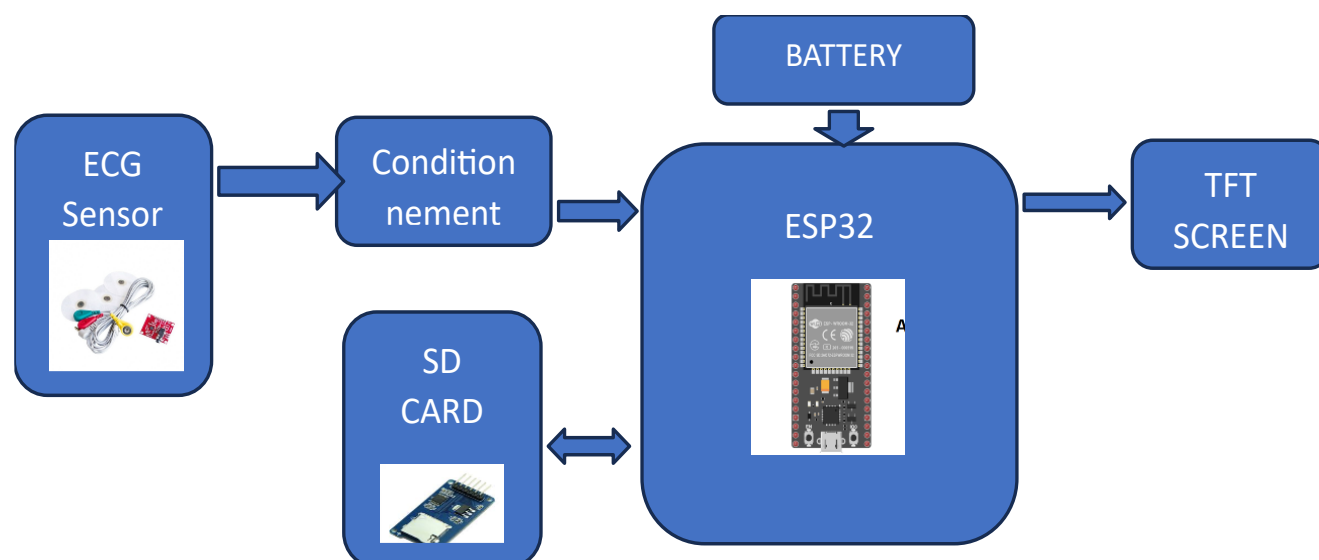 BATTERY
ECG
Sensor
Condition
nement
ESP32
TFT
SCREEN
A
SD
CARD